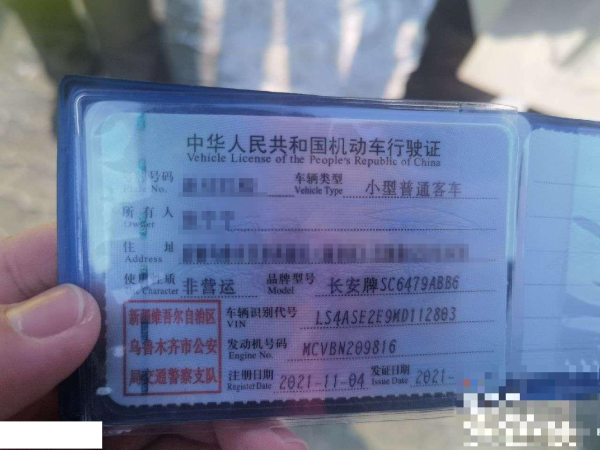 中华人民共和国机动车行驶证
Vehicle License of the People's Republic of China
号码 车辆类型 小型普通客车
No. Vehicle Type
所有人
Owner
住址
Address
使用性质 非营运 品牌型号 长安牌SC6479ABB6
Use Character Model
新疆维吾尔自治区
乌鲁木齐市公安
局交通警察支队
车辆识别代号 LS4ASE2E9MD112803
VIN
发动机号码 MCVBN209816
Engine No.
注册日期 2021-11-04 发证日期 2021-
Register Date Issue Date